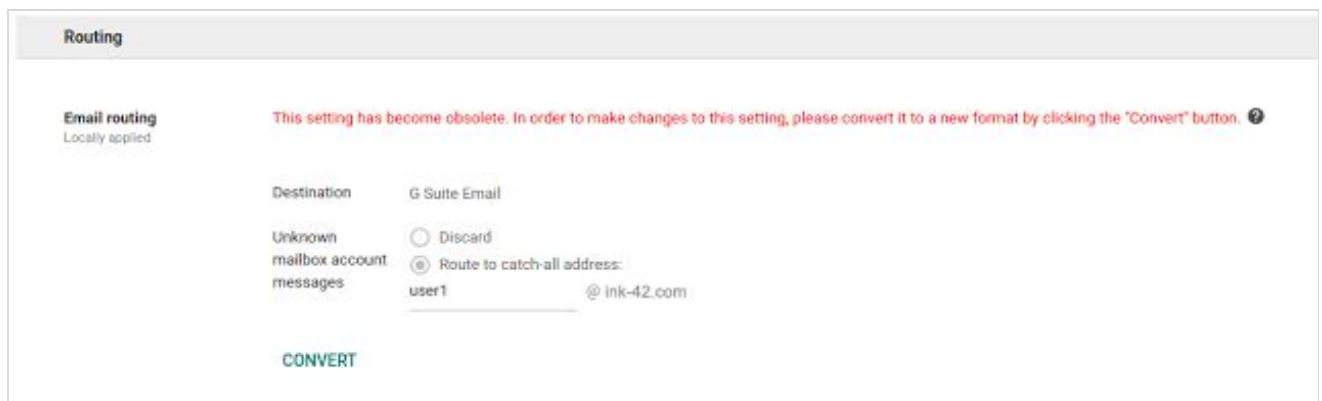 Routing
Email routing
Locally applied
This setting has become obsolete. In order to make changes to this setting, please convert it to a new format by clicking the "Convert" button. ?
Destination
G Suite Email
Unknown
mailbox account
messages
Discard
Route to catch-all address:
user1 @ ink-42.com
CONVERT